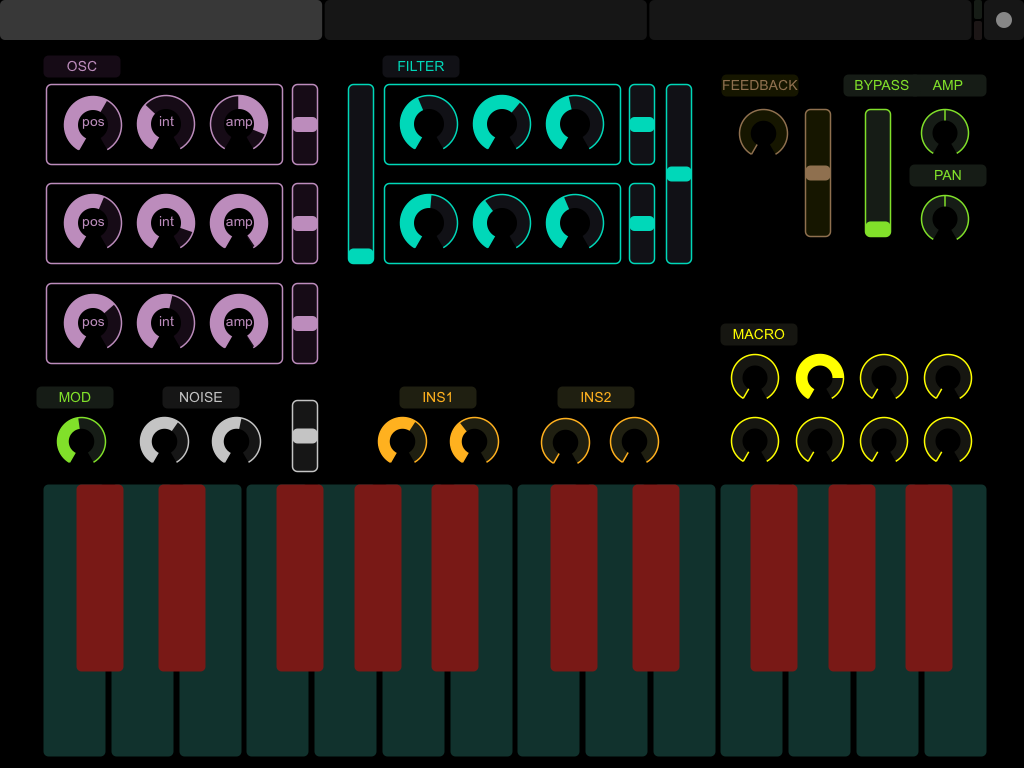 OSC
FILTER
FEEDBACK
BYPASS
AMP
pos
int
amp
PAN
pos
int
amp
pos
int
amp
MACRO
MOD
NOISE
INS1
INS2